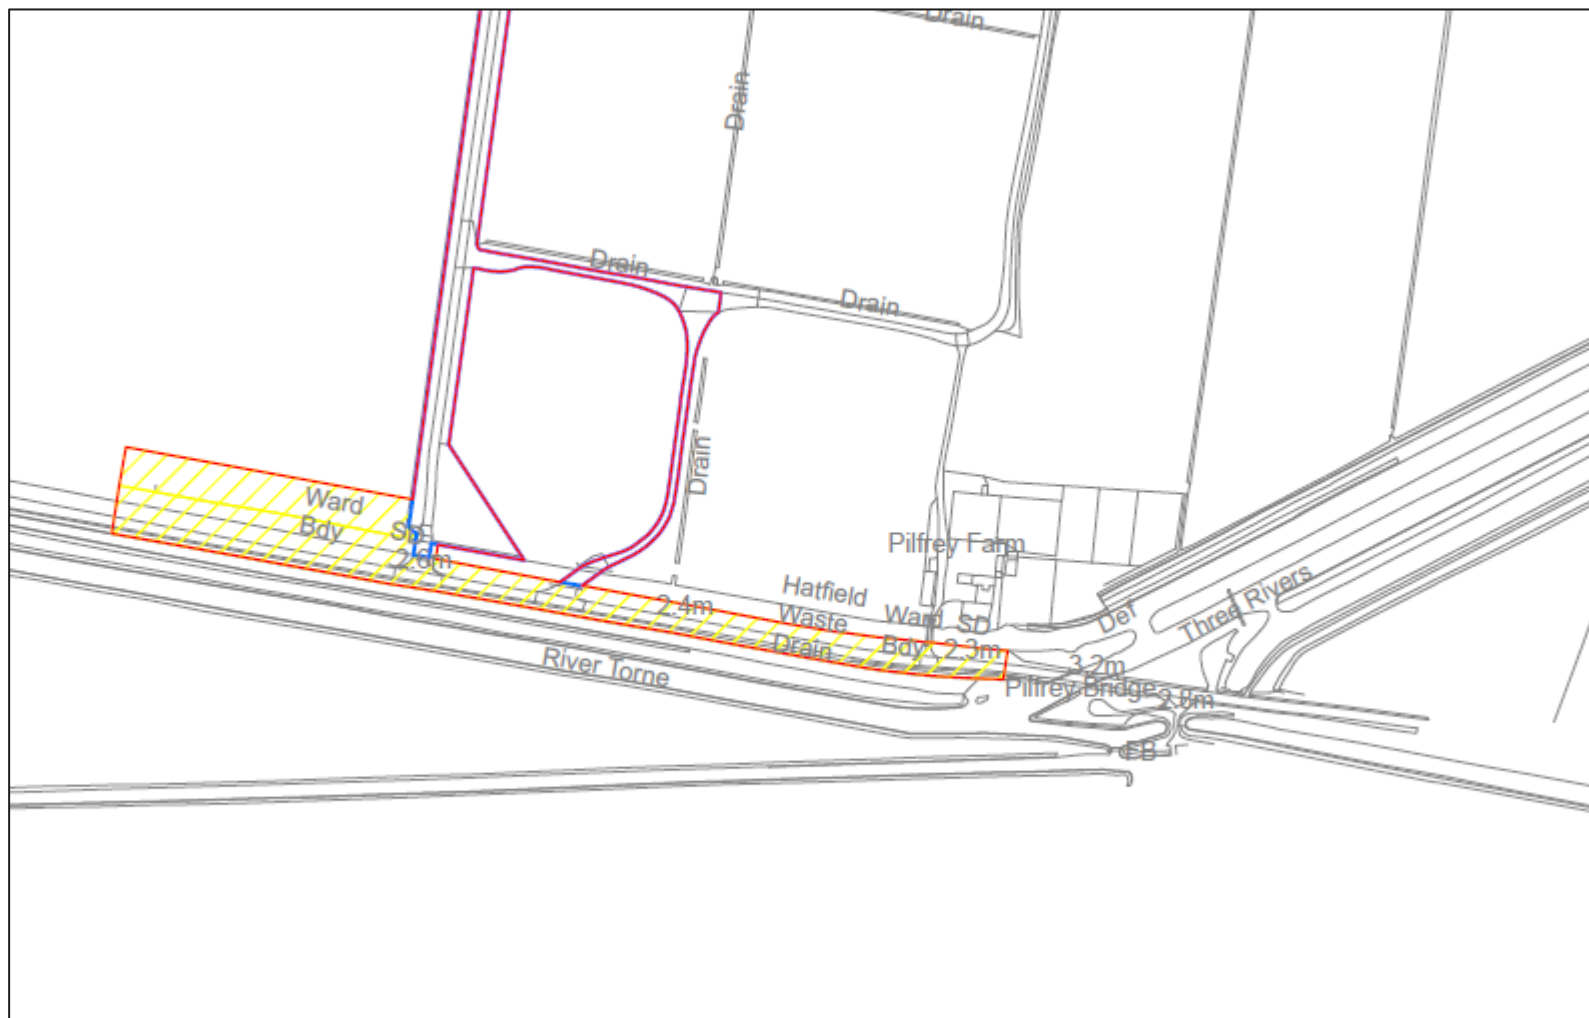 Drain
Drain
Drain
Drain
Drain
Ward
Bdy
SD
2.6m
Pilfrey Farm
Hatfield
Waste
Drain
2.4m
Ward
Bdy
SD
2.3m
Def
Three Rivers
3.2m
Pilfrey Bridge
2.8m
River Torne
FB